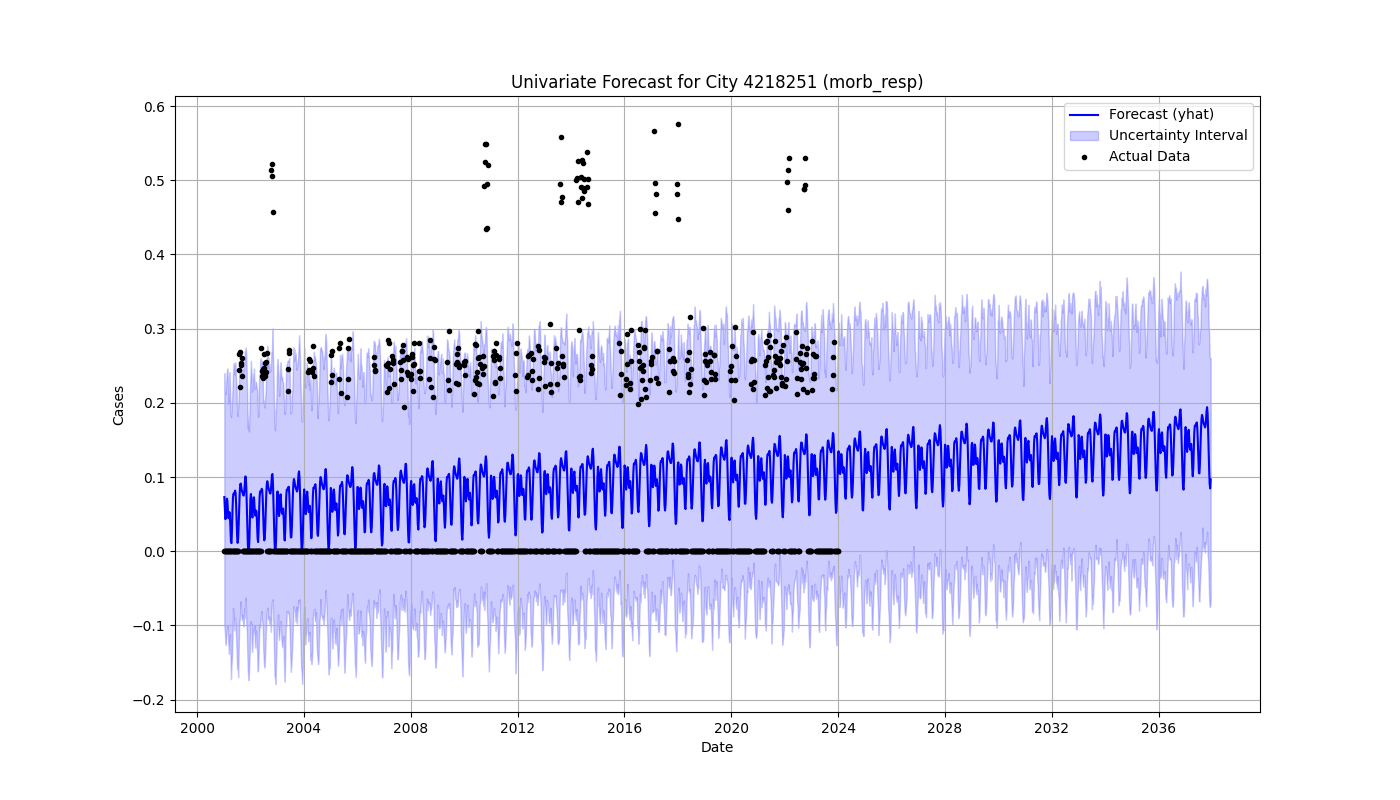 Univariate Forecast for City 4218251 (morb_resp)
Forecast (yhat)
Uncertainty Interval
Actual Data
Cases
0.6
0.5
0.4
0.3
0.2
0.1
0.0
−0.1
−0.2
2000 2004 2008 2012 2016 2020 2024 2028 2032 2036
Date